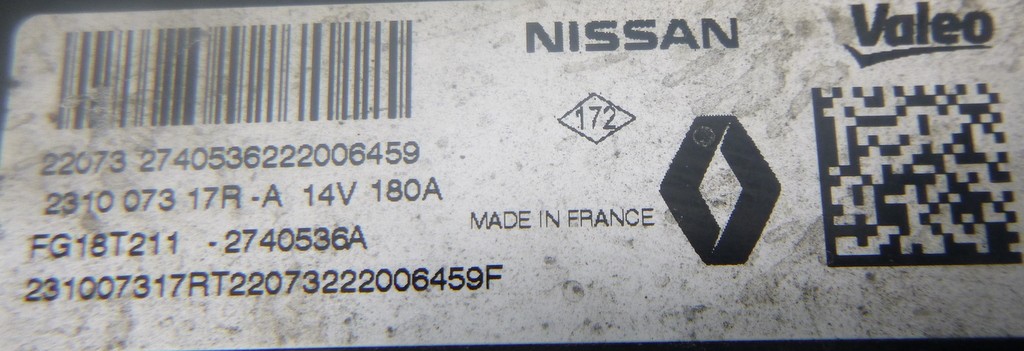 NISSAN
Valeo
172
22073 2740536222006459
2310 073 17R -A 14V 180A
MADE IN FRANCE
FG18T211 -2740536A
231007317RT22073222006459F